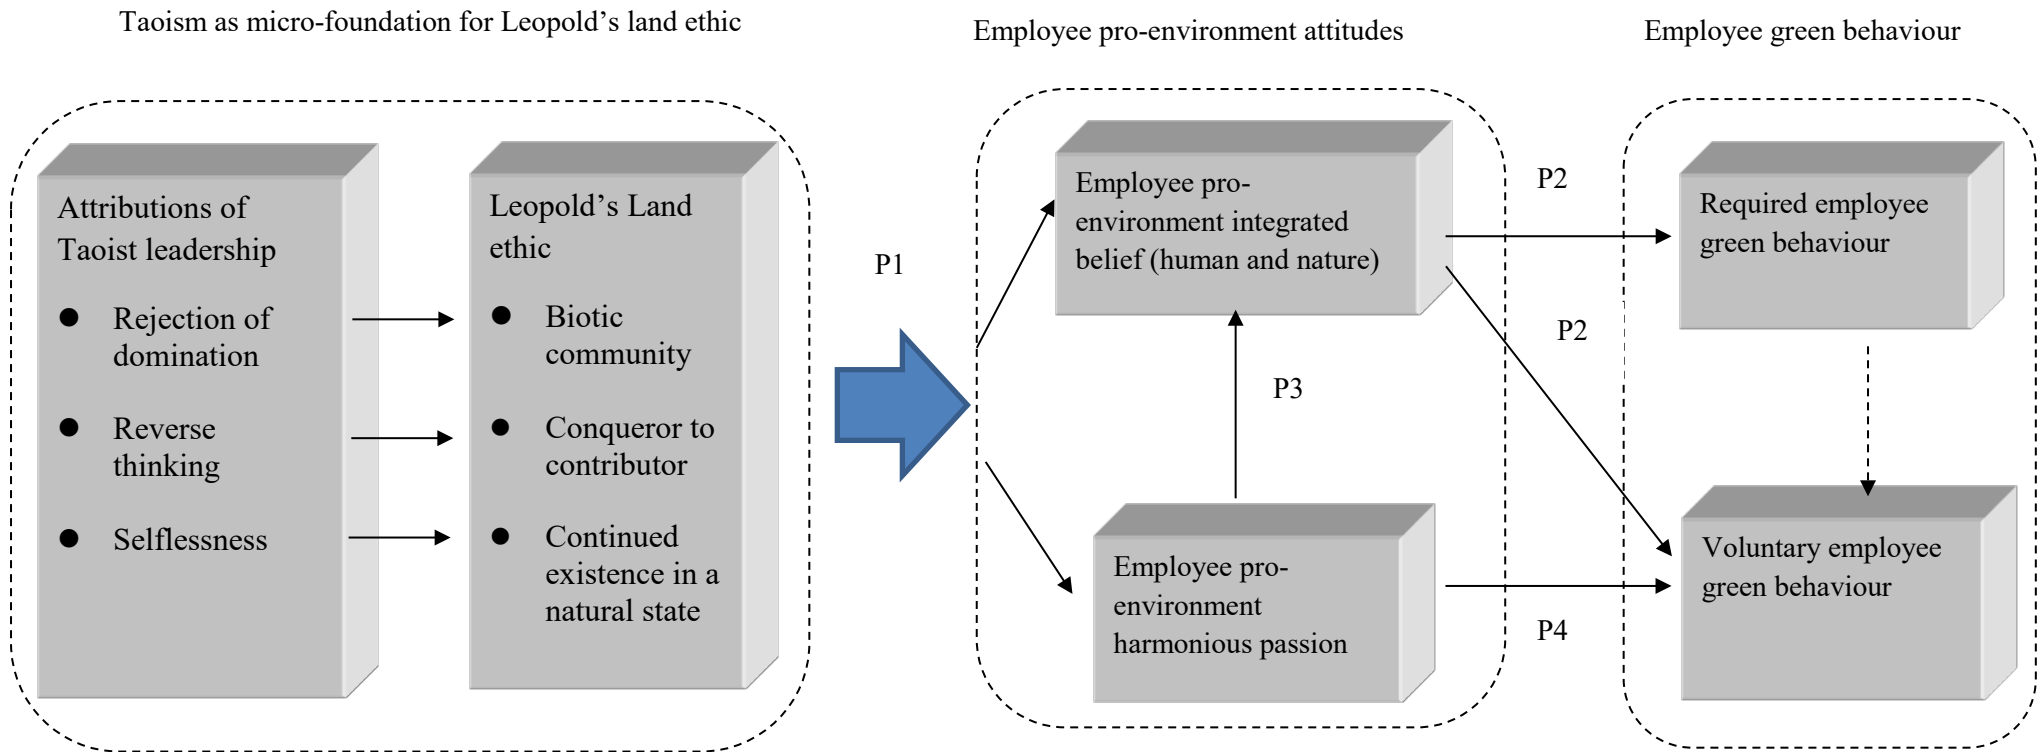 Taoism as micro-foundation for Leopold’s land ethic
Employee pro-environment attitudes
Employee green behaviour
Attributions of
Taoist leadership
● Rejection of
domination
● Reverse
thinking
● Selflessness
Leopold’s Land
ethic
● Biotic
community
● Conqueror to
contributor
● Continued
existence in a
natural state
P1
Employee pro-
environment integrated
belief (human and nature)
P3
Employee pro-
environment
harmonious passion
P2
P2
P4
Required employee
green behaviour
Voluntary employee
green behaviour